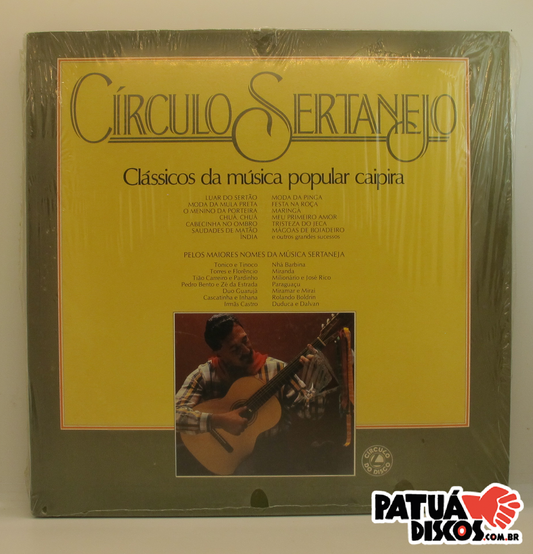 CÍRCULO SERTANEJO
Clássicos da música popular caipira
LUAR DO SERTÃO
MODA DA MULA PRETA
O MENINO DA PORTEIRA
CHUÁ CHUÁ
CABECINHA NO OMBRO
SAUDADES DE MATÃO
ÍNDIA
MODA DA PINGA
FESTA NA ROÇA
MARINGÁ
MEU PRIMEIRO AMOR
TRISTEZA DO JECA
MÁGOAS DE BOIADEIRO
e outros grandes sucessos
PELOS MAIORES NOMES DA MÚSICA SERTANEJA
Tonico e Tinoco
Torres e Florêncio
Tião Carreiro e Pardinho
Pedro Bento e Zé da Estrada
Duo Guarujá
Cascatinha e Inhana
Irmãs Castro
Nhá Barbina
Miranda
Milionário e José Rico
Paraguaçu
Miramar e Miraí
Rolando Boldrin
Duduca e Dalvan
CÍRCULO
DO DISCO
PATUÁ
DISCOS.COM.BR